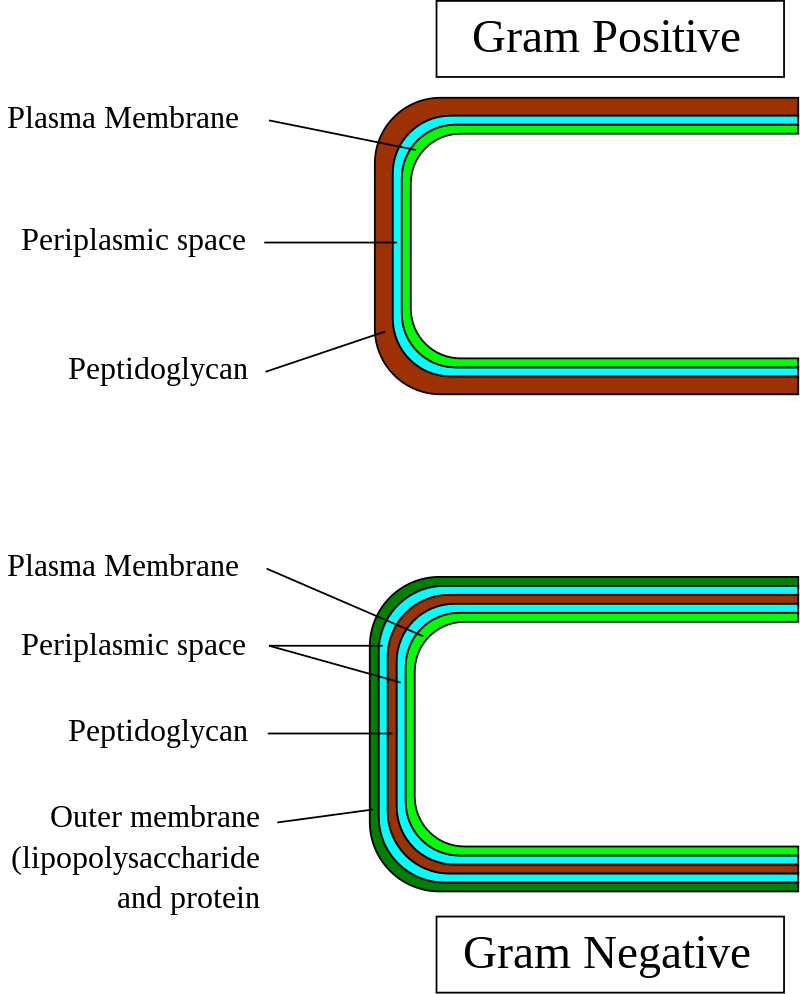 Gram Positive
Plasma Membrane
Periplasmic space
Peptidoglycan
Plasma Membrane
Periplasmic space
Peptidoglycan
Outer membrane
(lipopolysaccharide
and protein
Gram Negative